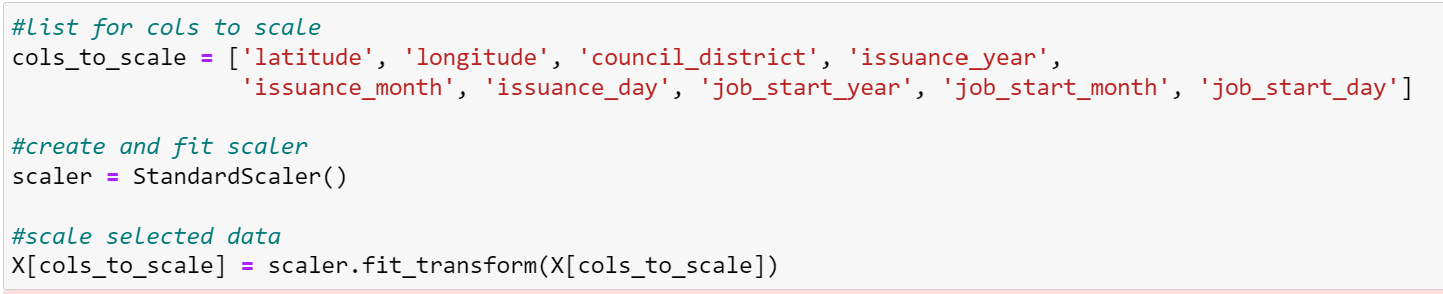 #list for cols to scale
cols_to_scale = ['latitude', 'longitude', 'council_district', 'issuance_year',
'issuance_month', 'issuance_day', 'job_start_year', 'job_start_month', 'job_start_day']
#create and fit scaler
scaler = StandardScaler()
#scale selected data
X[cols_to_scale] = scaler.fit_transform(X[cols_to_scale])